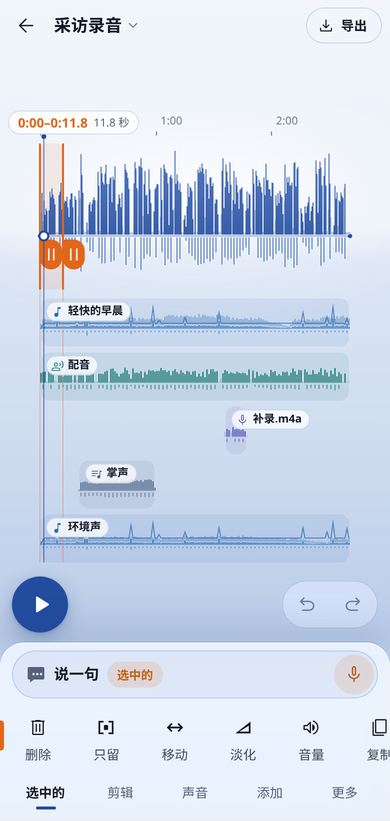 采访录音
导出
0:00–0:11.8 11.8 秒
1:00
2:00
轻快的早晨
配音
补录.m4a
掌声
环境声
说一句 选中的
删除 只留 移动 淡化 音量 复制
选中的 剪辑 声音 添加 更多